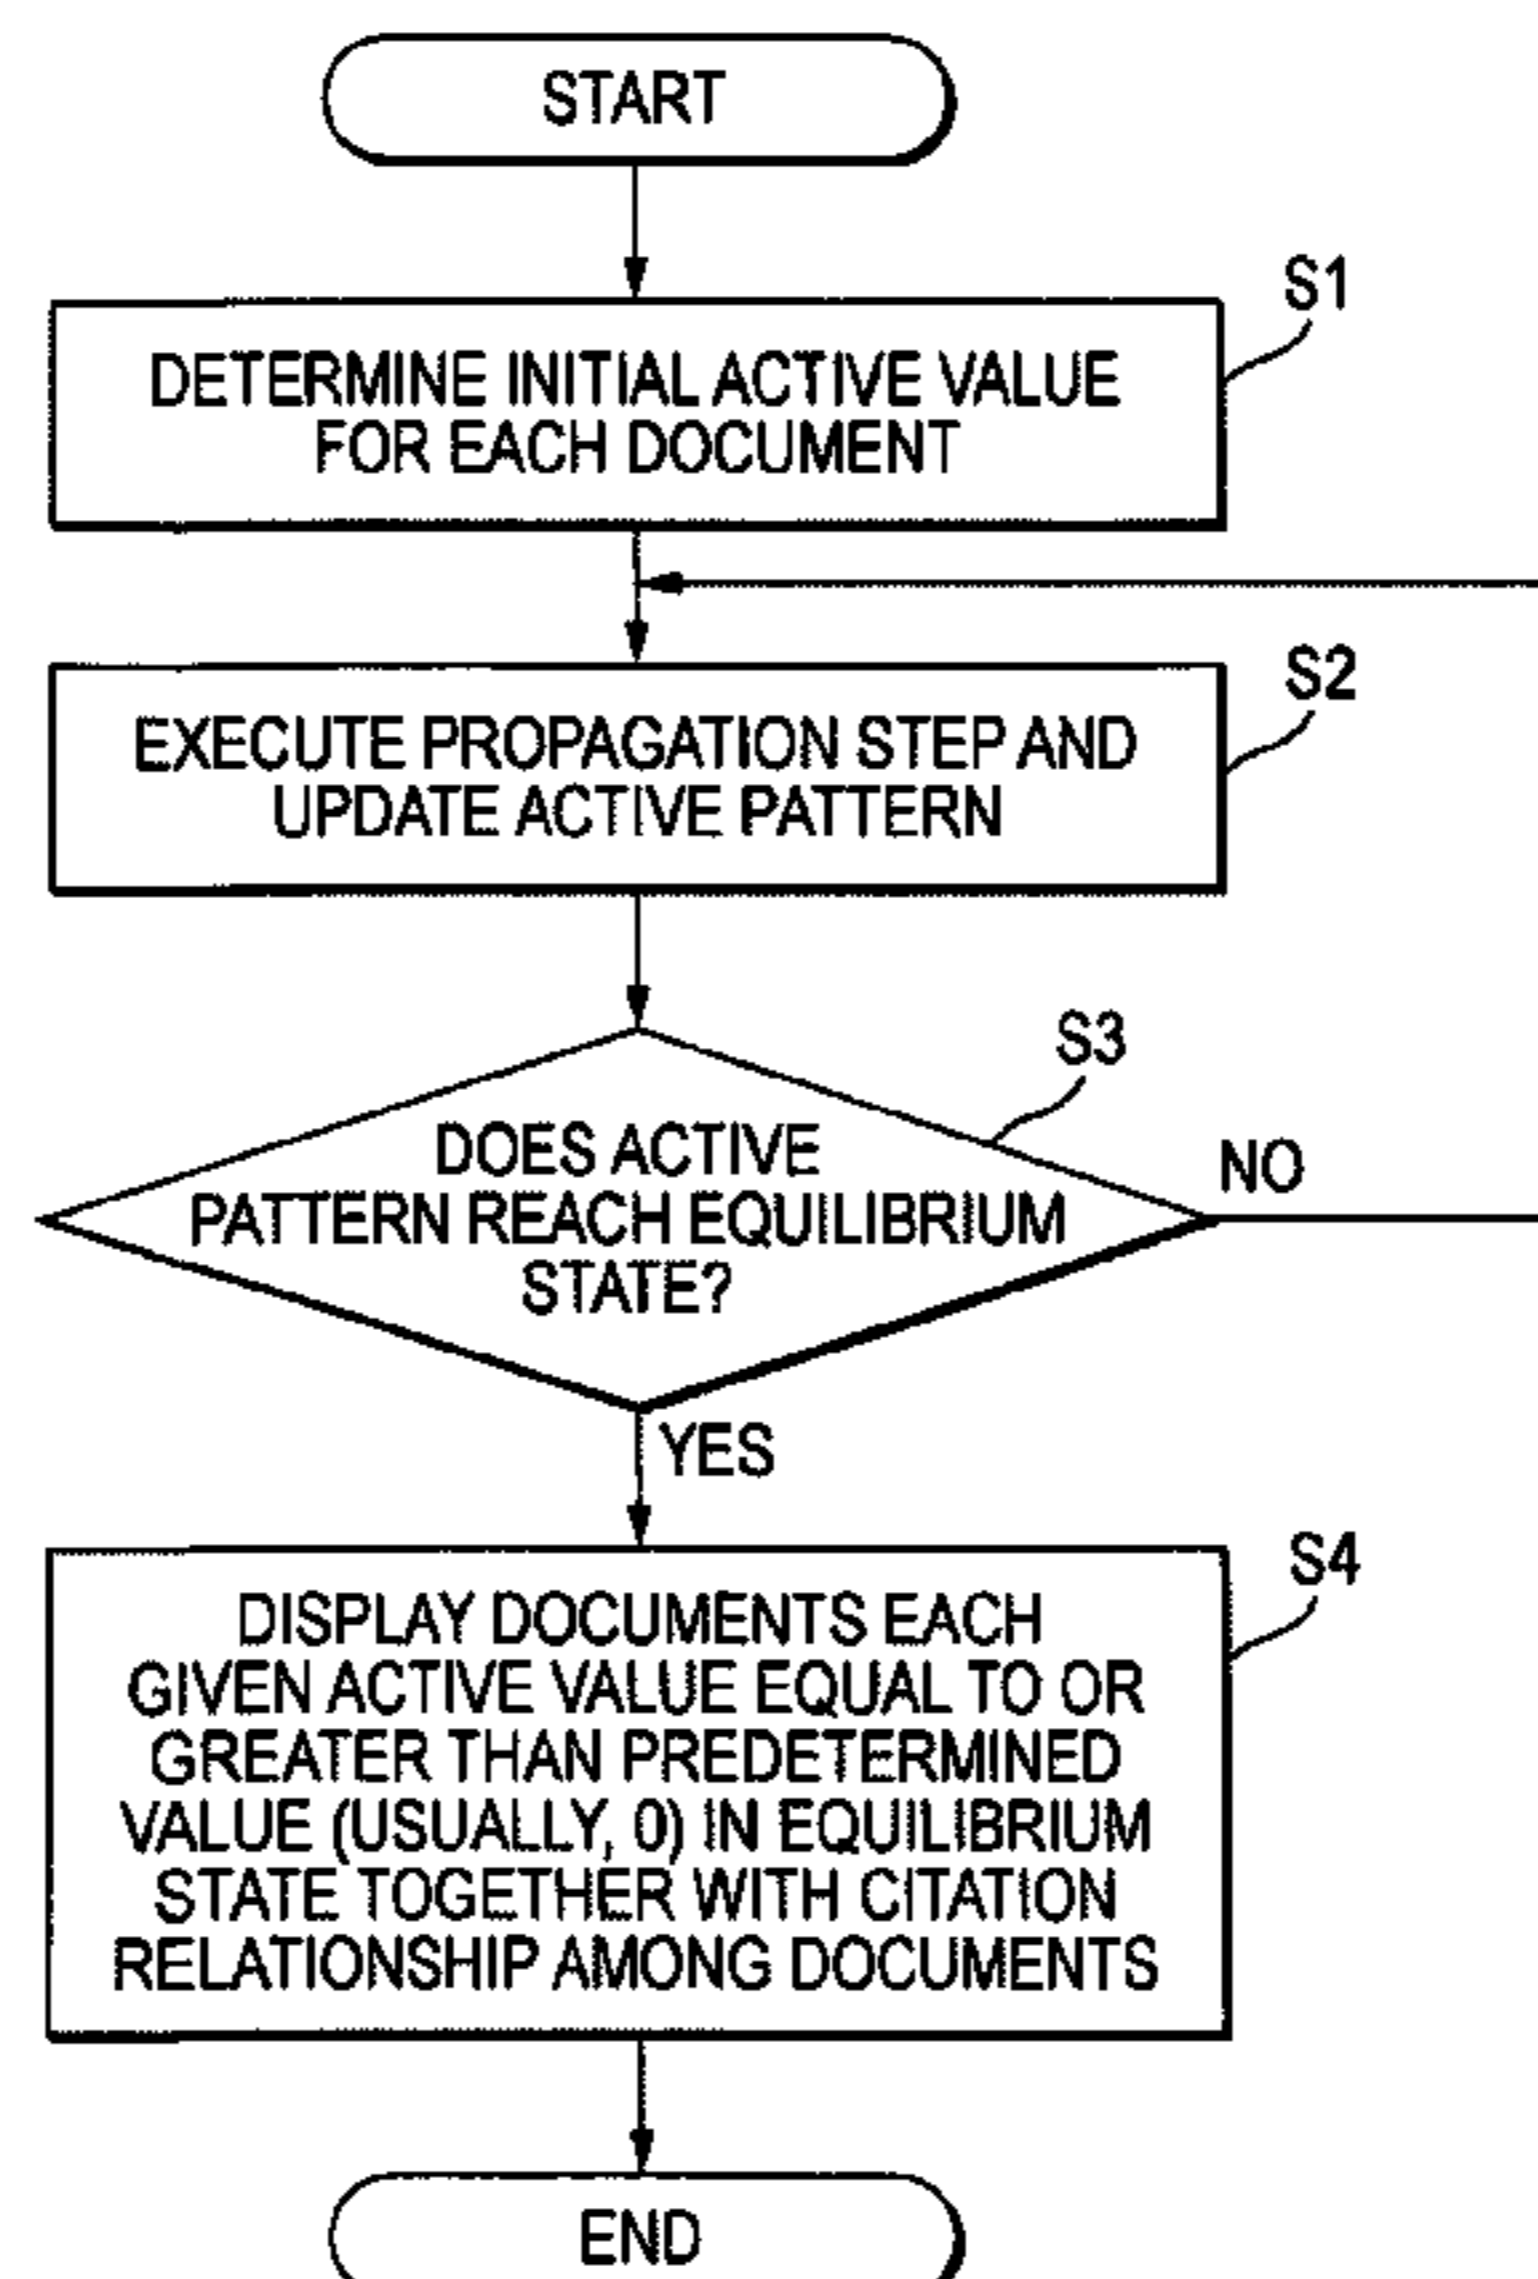 START
S1
DETERMINE INITIAL ACTIVE VALUE
FOR EACH DOCUMENT
S2
EXECUTE PROPAGATION STEP AND
UPDATE ACTIVE PATTERN
S3
DOES ACTIVE
PATTERN REACH EQUILIBRIUM
STATE?
NO
YES
S4
DISPLAY DOCUMENTS EACH
GIVEN ACTIVE VALUE EQUAL TO OR
GREATER THAN PREDETERMINED
VALUE (USUALLY, 0) IN EQUILIBRIUM
STATE TOGETHER WITH CITATION
RELATIONSHIP AMONG DOCUMENTS
END